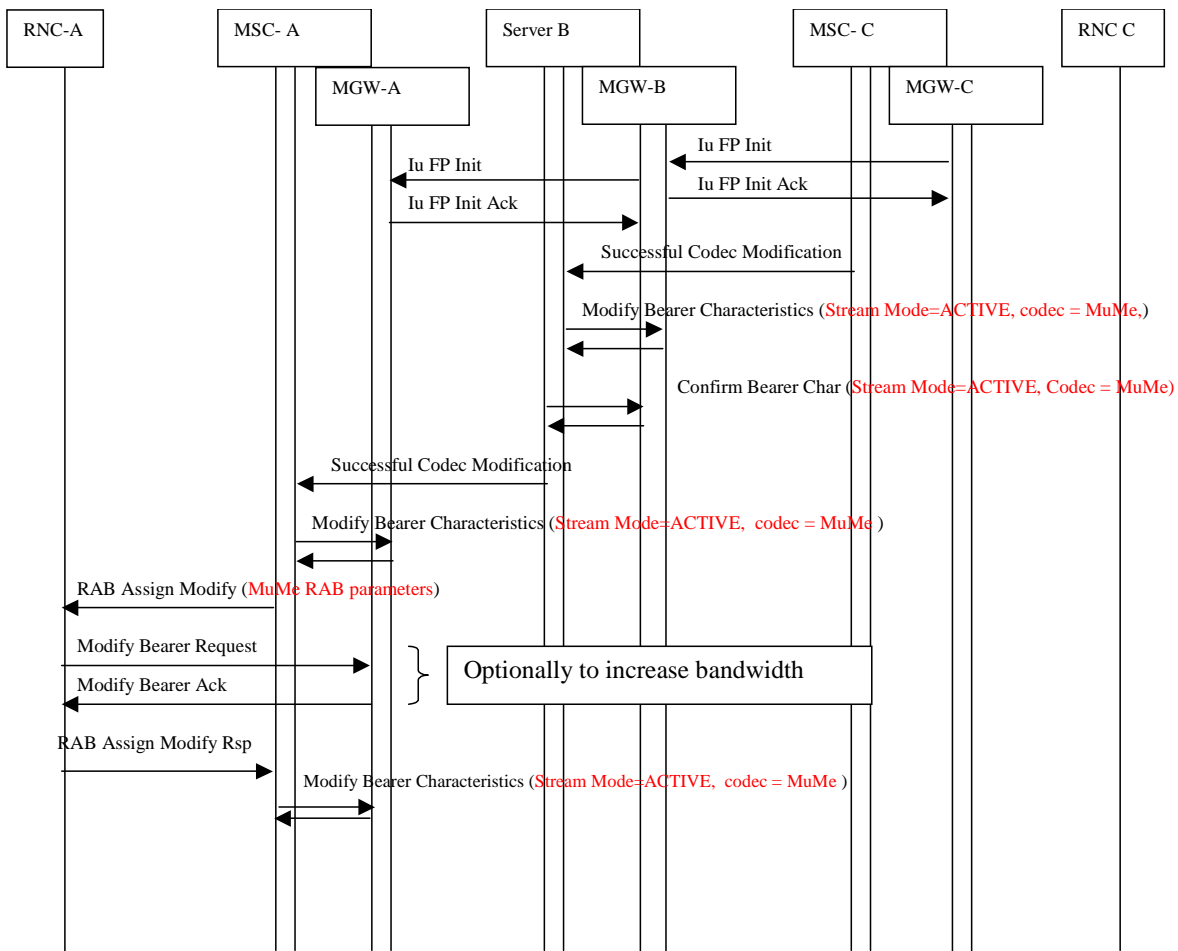 RNC-A
MSC- A
Server B
MSC- C
RNC C
MGW-A
MGW-B
MGW-C
Iu FP Init
Iu FP Init
Iu FP Init Ack
Iu FP Init Ack
Successful Codec Modification
Modify Bearer Characteristics (Stream Mode=ACTIVE, codec = MuMe,)
Confirm Bearer Char (Stream Mode=ACTIVE, Codec = MuMe)
Successful Codec Modification
Modify Bearer Characteristics (Stream Mode=ACTIVE, codec = MuMe )
RAB Assign Modify (MuMe RAB parameters)
Modify Bearer Request
Optionally to increase bandwidth
Modify Bearer Ack
RAB Assign Modify Rsp
Modify Bearer Characteristics (Stream Mode=ACTIVE, codec = MuMe )